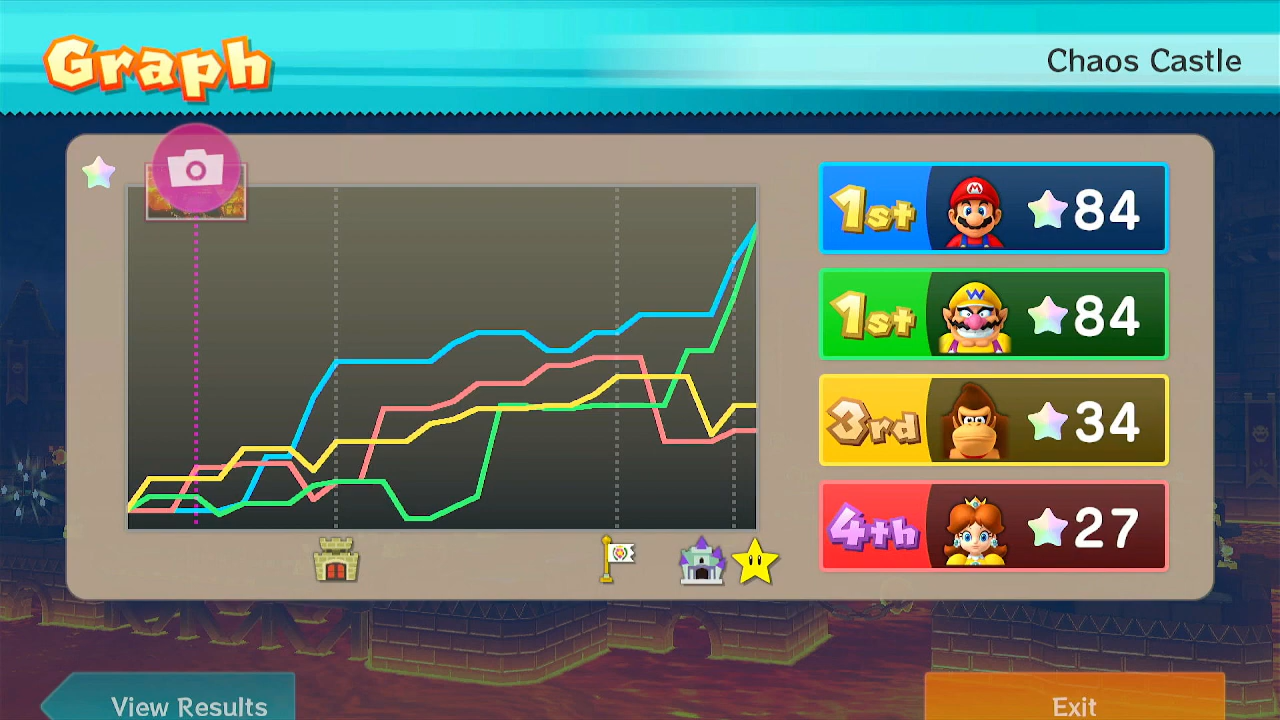 Graph
Chaos Castle
1st 84
1st 84
3rd 34
4th 27
View Results
Exit